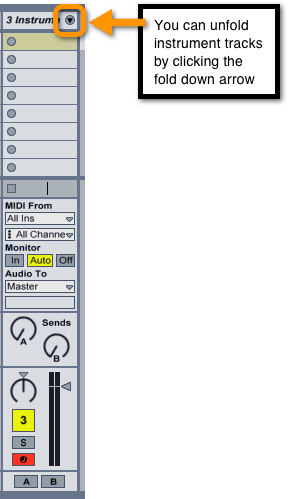 3 Instrume
You can unfold
instrument tracks
by clicking the
fold down arrow
MIDI From
All Ins
All Channe
Monitor
In Auto Off
Audio To
Master
Sends
A
B
3
S
A B